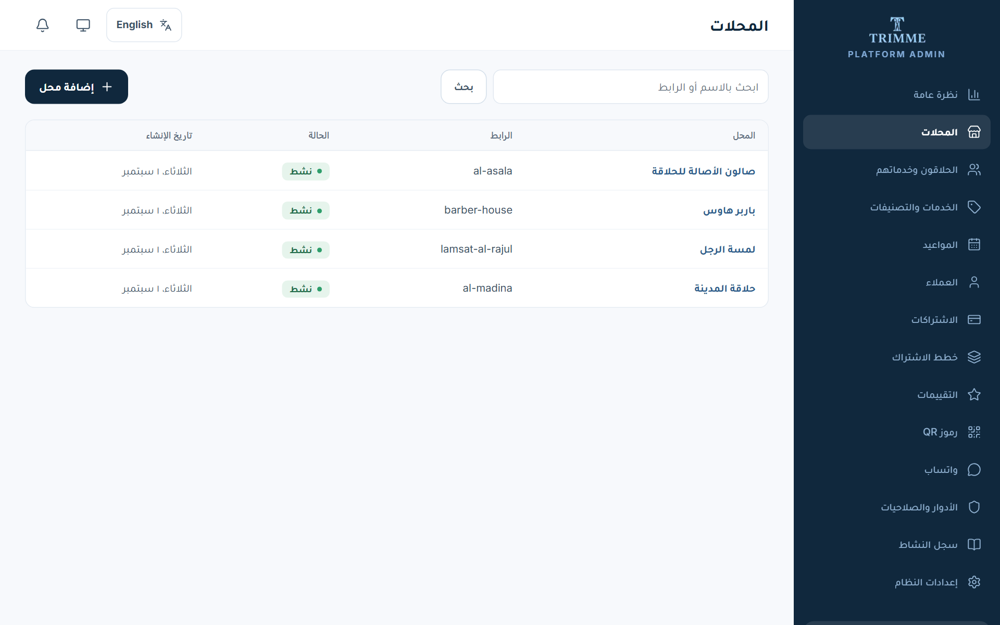 TRIMME
PLATFORM ADMIN
نظرة عامة
المحلات
الحلاقون وخدماتهم
الخدمات والتصنيفات
المواعيد
العملاء
الاشتراكات
خطط الاشتراك
التقييمات
رموز QR
واتساب
الأدوار والصلاحيات
سجل النشاط
إعدادات النظام
المحلات
English
ابحث بالاسم أو الرابط
بحث
إضافة محل
المحل الرابط الحالة تاريخ الإنشاء
صالون الأصالة للحلاقة al-asala نشط الثلاثاء، ١ سبتمبر
باربر هاوس barber-house نشط الثلاثاء، ١ سبتمبر
لمسة الرجل lamsat-al-rajul نشط الثلاثاء، ١ سبتمبر
حلاقة المدينة al-madina نشط الثلاثاء، ١ سبتمبر